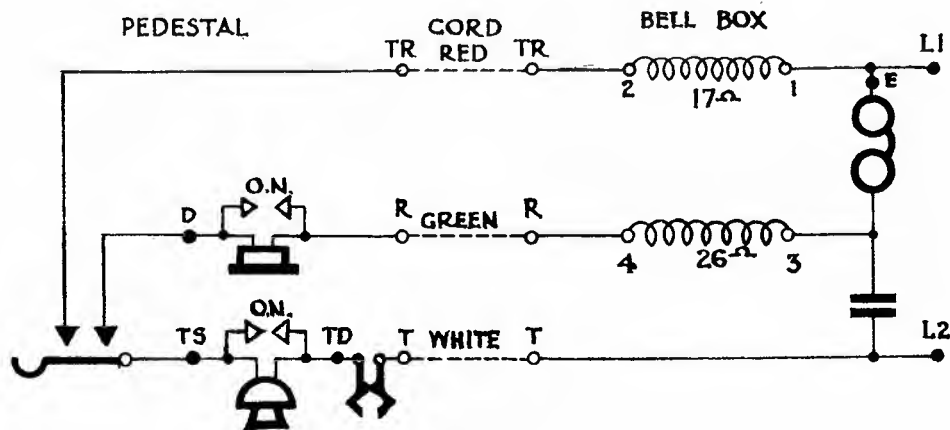 PEDESTAL
CORD
BELL BOX
TR
RED
TR
L1
2
17Ω
1
E
O.N.
D
R
GREEN
R
4
26Ω
3
O.N.
TS
TD
T
WHITE
T
L2